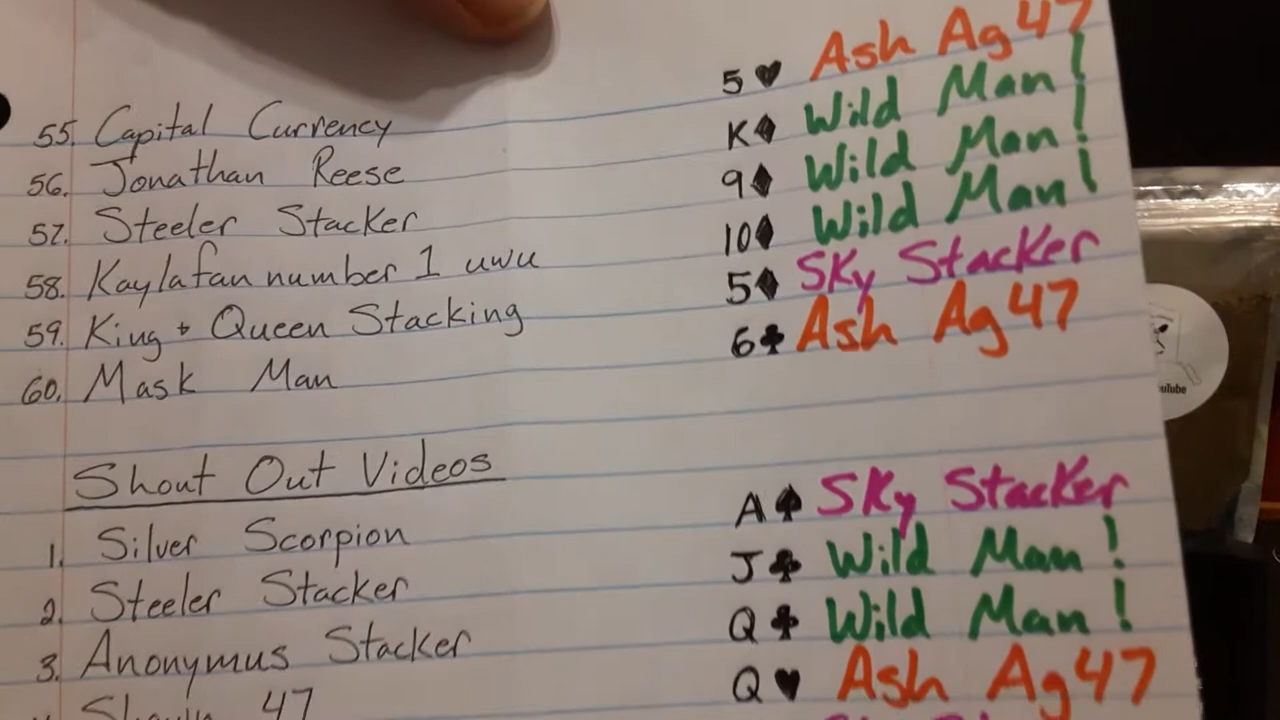 55. Capital Currency 5♥ Ash Ag47
56. Jonathan Reese K♦ Wild Man!
57. Steeler Stacker 9♦ Wild Man!
58. Kaylafan number 1 uwu 10♦ Wild Man!
59. King + Queen Stacking 5♦ Sky Stacker
60. Mask Man 6♣ Ash Ag47
Shout Out Videos
1. Silver Scorpion A♠ Sky Stacker
2. Steeler Stacker J♣ Wild Man!
3. Anonymus Stacker Q♣ Wild Man!
47 Q♥ Ash Ag47
uTube